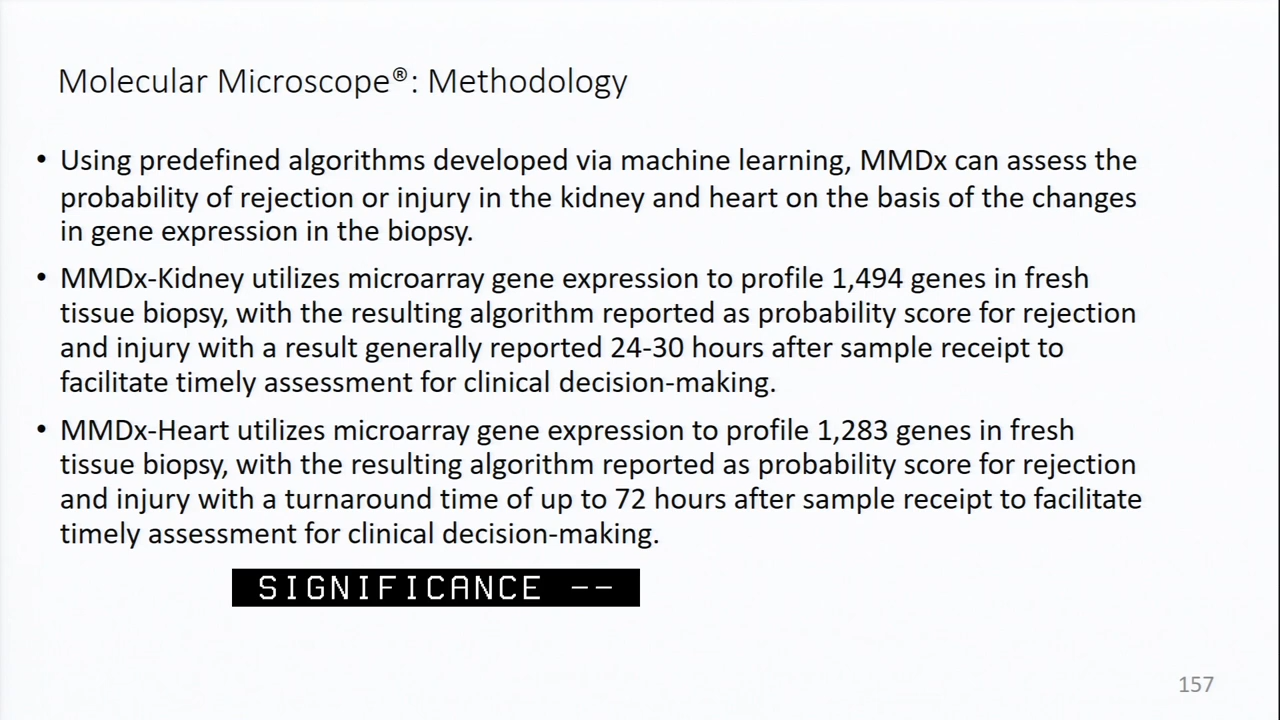 Molecular Microscope®: Methodology
• Using predefined algorithms developed via machine learning, MMDx can assess the
probability of rejection or injury in the kidney and heart on the basis of the changes
in gene expression in the biopsy.
• MMDx-Kidney utilizes microarray gene expression to profile 1,494 genes in fresh
tissue biopsy, with the resulting algorithm reported as probability score for rejection
and injury with a result generally reported 24-30 hours after sample receipt to
facilitate timely assessment for clinical decision-making.
• MMDx-Heart utilizes microarray gene expression to profile 1,283 genes in fresh
tissue biopsy, with the resulting algorithm reported as probability score for rejection
and injury with a turnaround time of up to 72 hours after sample receipt to facilitate
timely assessment for clinical decision-making.
SIGNIFICANCE --
157